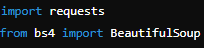 import requests
from bs4 import BeautifulSoup